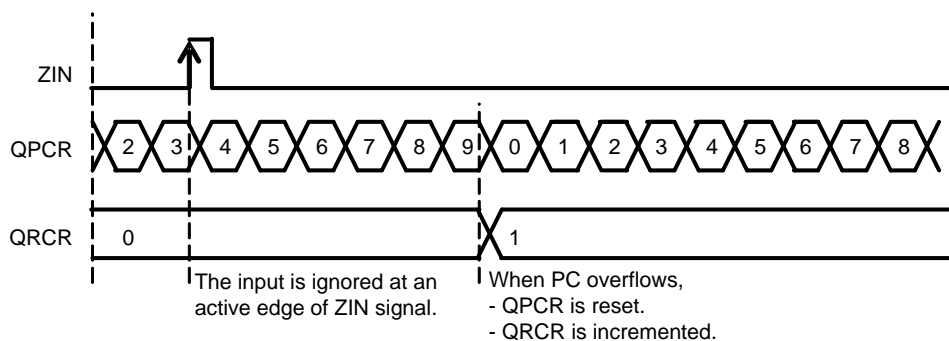 ZIN
QPCR 2 3 4 5 6 7 8 9 0 1 2 3 4 5 6 7 8
QRCR 0 1
The input is ignored at an
active edge of ZIN signal.
When PC overflows,
- QPCR is reset.
- QRCR is incremented.